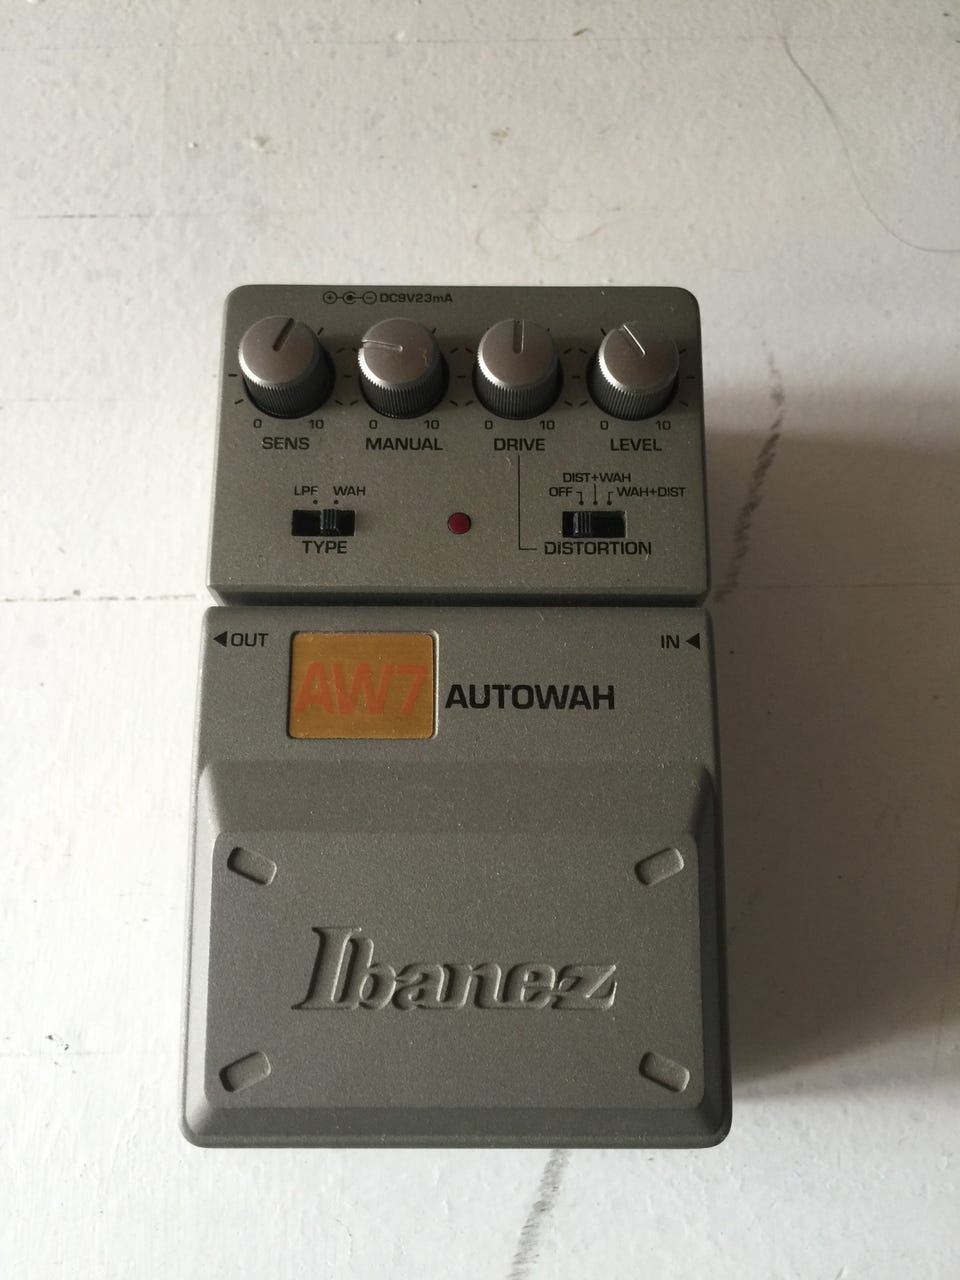 DC9V23mA
0 10 0 10 0 10 0 10
SENS MANUAL DRIVE LEVEL
DIST+WAH
LPF WAH OFF WAH+DIST
TYPE DISTORTION
OUT IN
AW7 AUTOWAH
Ibanez